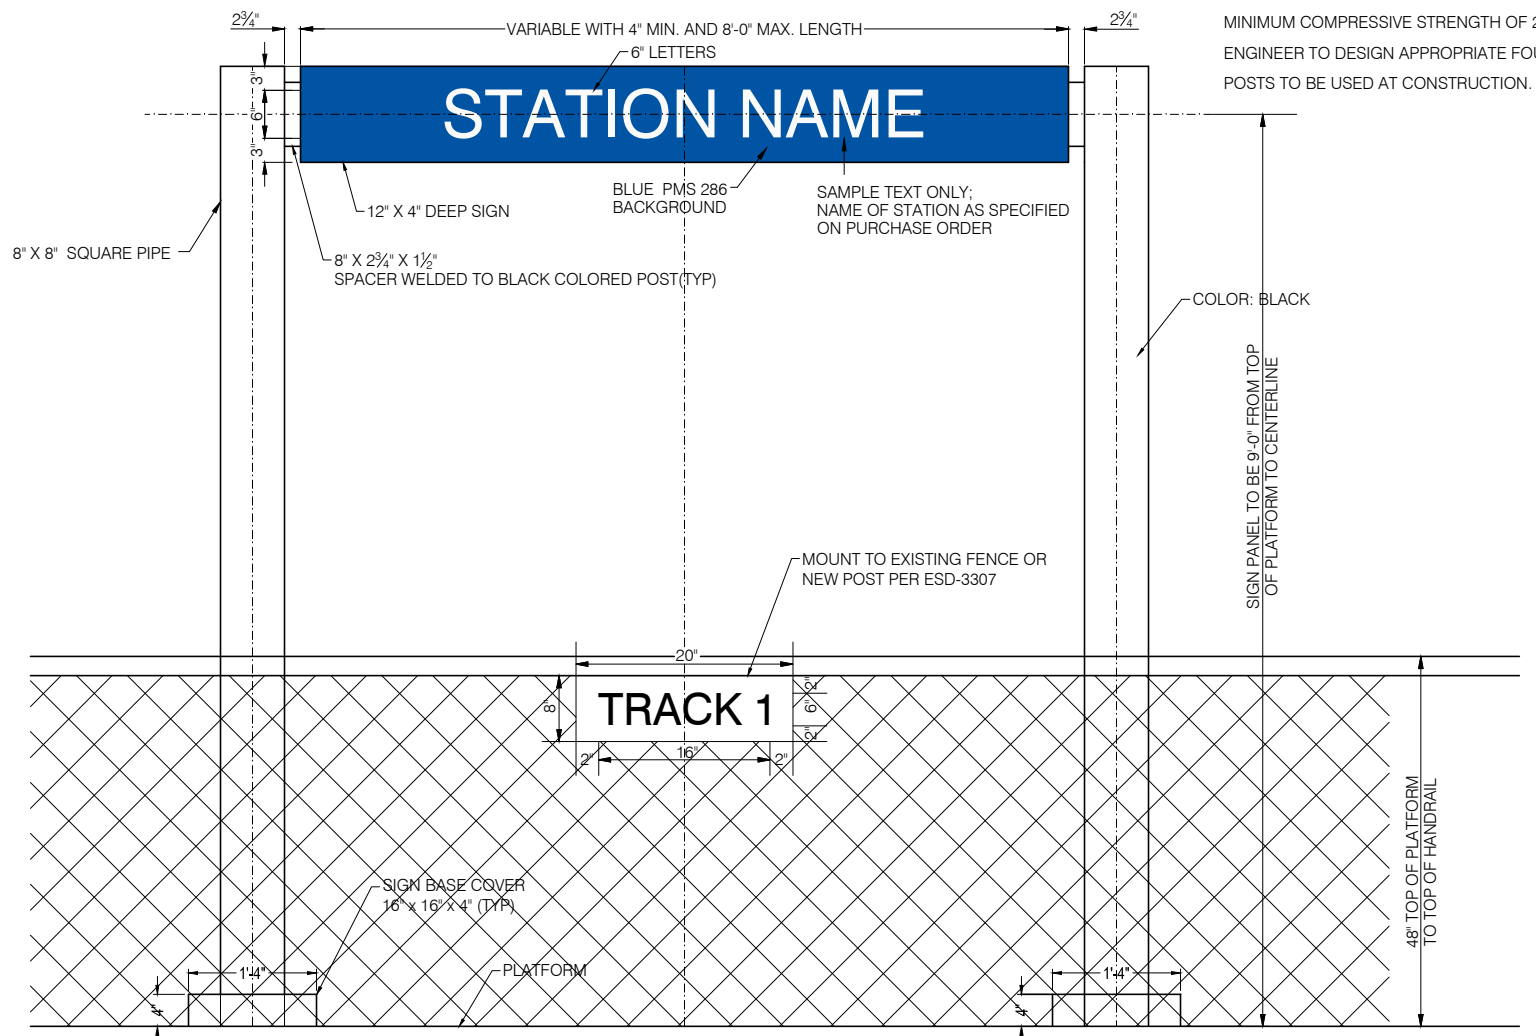 2¾"
VARIABLE WITH 4" MIN. AND 8'-0" MAX. LENGTH
2¾"
MINIMUM COMPRESSIVE STRENGTH OF
6" LETTERS
ENGINEER TO DESIGN APPROPRIATE
POSTS TO BE USED AT CONSTRUCTION.
3"
6"
3"
STATION NAME
BLUE PMS 286
BACKGROUND
SAMPLE TEXT ONLY;
NAME OF STATION AS SPECIFIED
ON PURCHASE ORDER
12" X 4" DEEP SIGN
8" X 8" SQUARE PIPE
8" X 2¾" X 1½"
SPACER WELDED TO BLACK COLORED POST(TYP)
COLOR: BLACK
SIGN PANEL TO BE 9'-0" FROM TOP
OF PLATFORM TO CENTERLINE
MOUNT TO EXISTING FENCE OR
NEW POST PER ESD-3307
20"
8"
TRACK 1
2"
6"
2"
2"
16"
2"
48" TOP OF PLATFORM
TO TOP OF HANDRAIL
SIGN BASE COVER
16" x 16" x 4" (TYP)
PLATFORM
1'-4"
4"
1'-4"
4"